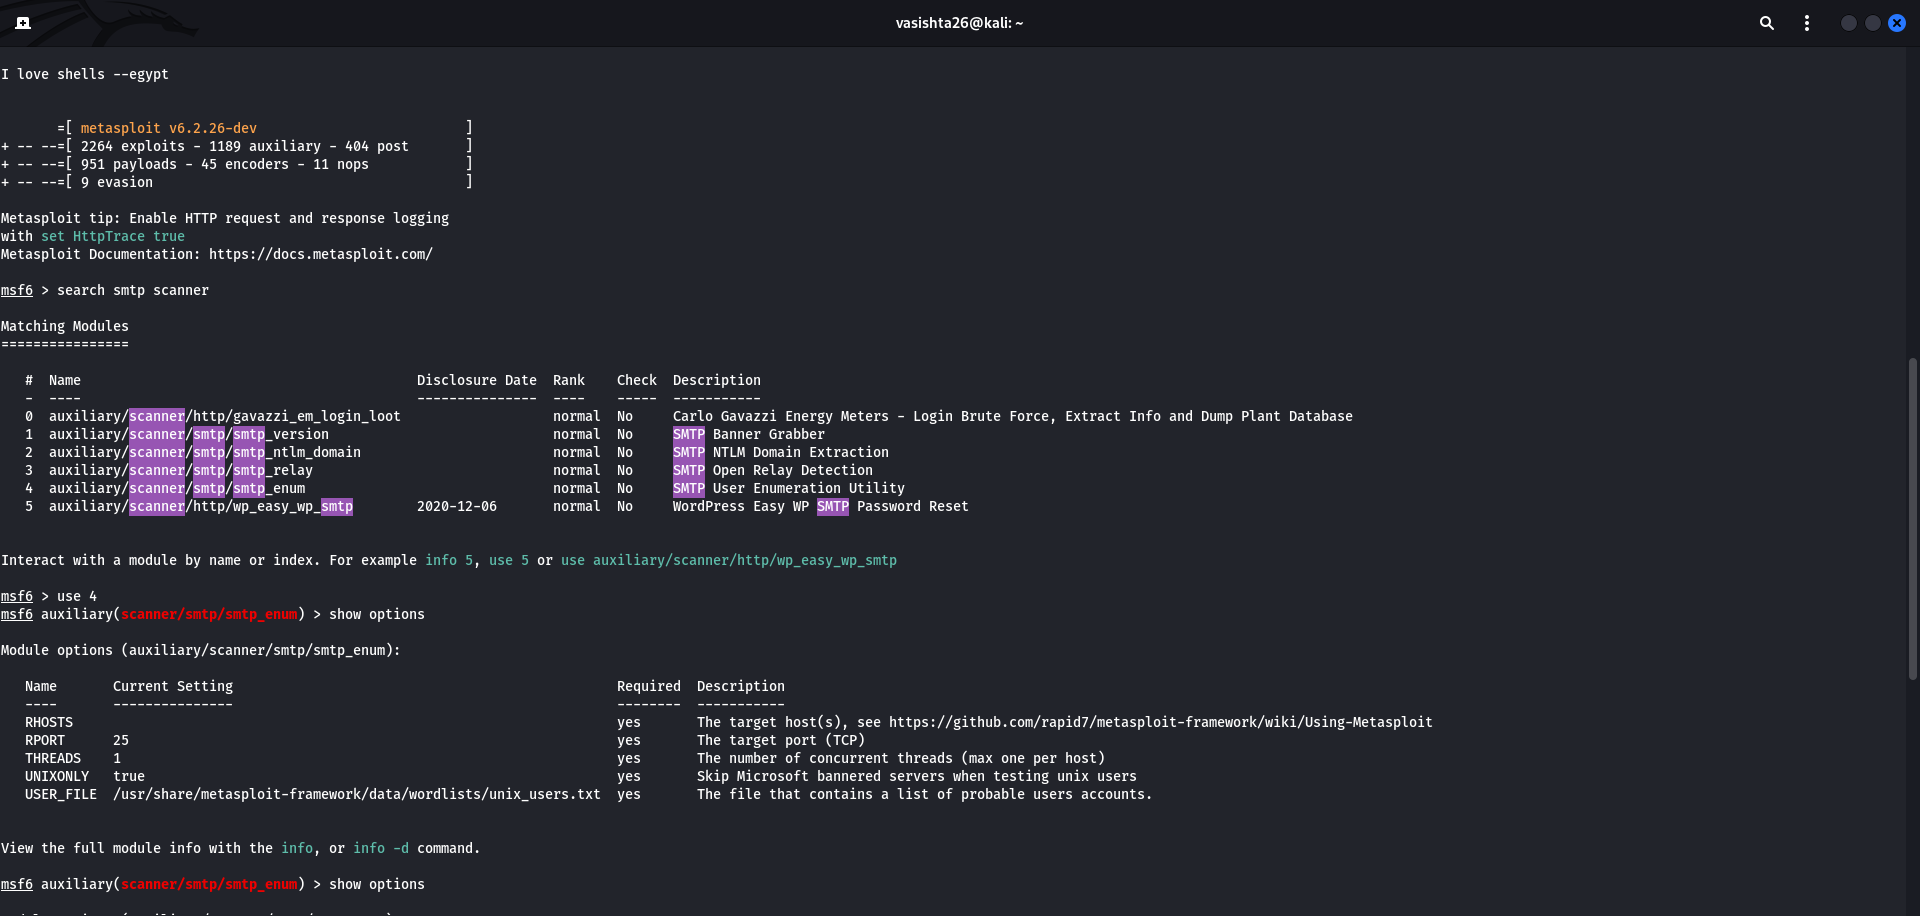 vasishta26@kali: ~
I love shells --egypt
=[ metasploit v6.2.26-dev ]
+ -- --=[ 2264 exploits - 1189 auxiliary - 404 post ]
+ -- --=[ 951 payloads - 45 encoders - 11 nops ]
+ -- --=[ 9 evasion ]
Metasploit tip: Enable HTTP request and response logging
with set HttpTrace true
Metasploit Documentation: https://docs.metasploit.com/
msf6 > search smtp scanner
Matching Modules
================
# Name Disclosure Date Rank Check Description
- ---- --------------- ---- ----- -----------
0 auxiliary/scanner/http/gavazzi_em_login_loot normal No Carlo Gavazzi Energy Meters - Login Brute Force, Extract Info and Dump Plant Database
1 auxiliary/scanner/smtp/smtp_version normal No SMTP Banner Grabber
2 auxiliary/scanner/smtp/smtp_ntlm_domain normal No SMTP NTLM Domain Extraction
3 auxiliary/scanner/smtp/smtp_relay normal No SMTP Open Relay Detection
4 auxiliary/scanner/smtp/smtp_enum normal No SMTP User Enumeration Utility
5 auxiliary/scanner/http/wp_easy_wp_smtp 2020-12-06 normal No WordPress Easy WP SMTP Password Reset
Interact with a module by name or index. For example info 5, use 5 or use auxiliary/scanner/http/wp_easy_wp_smtp
msf6 > use 4
msf6 auxiliary(scanner/smtp/smtp_enum) > show options
Module options (auxiliary/scanner/smtp/smtp_enum):
Name Current Setting Required Description
---- --------------- -------- -----------
RHOSTS yes The target host(s), see https://github.com/rapid7/metasploit-framework/wiki/Using-Metasploit
RPORT 25 yes The target port (TCP)
THREADS 1 yes The number of concurrent threads (max one per host)
UNIXONLY true yes Skip Microsoft bannered servers when testing unix users
USER_FILE /usr/share/metasploit-framework/data/wordlists/unix_users.txt yes The file that contains a list of probable users accounts.
View the full module info with the info, or info -d command.
msf6 auxiliary(scanner/smtp/smtp_enum) > show options